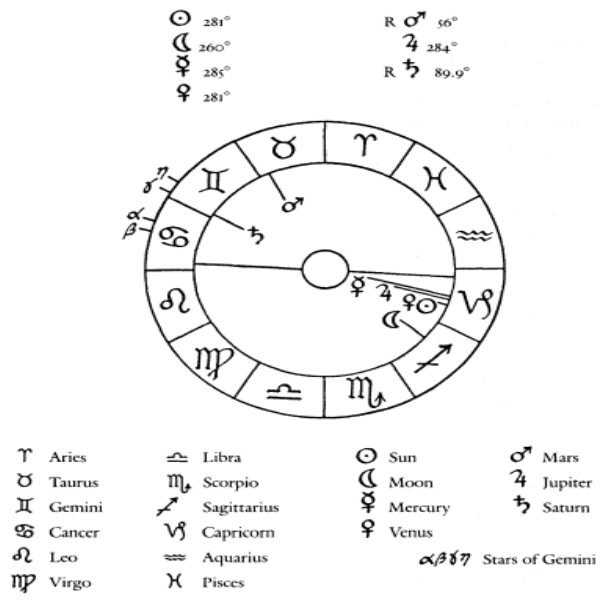 ☉ 281° R ♂ 56°
☾ 260° ♃ 284°
☿ 285° R ♄ 89.9°
♀ 281°
♉ ♈
γ η ♊ ♓
♂
α
β ♋ ♄ ♒
☿ ♃ ♀ ☉
♌ ♑
☾
♍ ♐
♎ ♏
♈ Aries ♎ Libra ☉ Sun ♂ Mars
♉ Taurus ♏ Scorpio ☾ Moon ♃ Jupiter
♊ Gemini ♐ Sagittarius ☿ Mercury ♄ Saturn
♋ Cancer ♑ Capricorn ♀ Venus
♌ Leo ♒ Aquarius αβγη Stars of Gemini
♍ Virgo ♓ Pisces